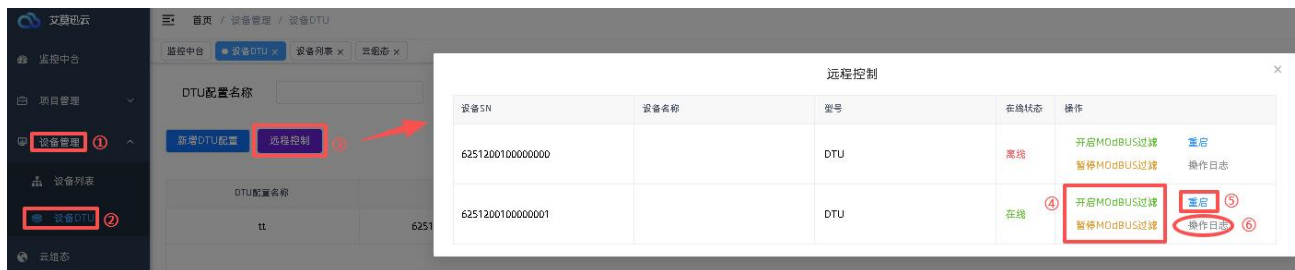 艾莫迅云
首页 / 设备管理 / 设备DTU
监控中台
设备DTU ×
设备列表 ×
云组态 ×
监控中台
项目管理
设备管理 ①
设备列表
设备DTU ②
云组态
DTU配置名称
新增DTU配置
远程控制 ③
DTU配置名称
tt
6251
远程控制
×
设备SN 设备名称 型号 在线状态 操作
6251200100000000 DTU 离线
开启MOdBUS过滤 重启
暂停MOdBUS过滤 操作日志
6251200100000001 DTU 在线 ④
开启MOdBUS过滤 重启 ⑤
暂停MOdBUS过滤 操作日志 ⑥